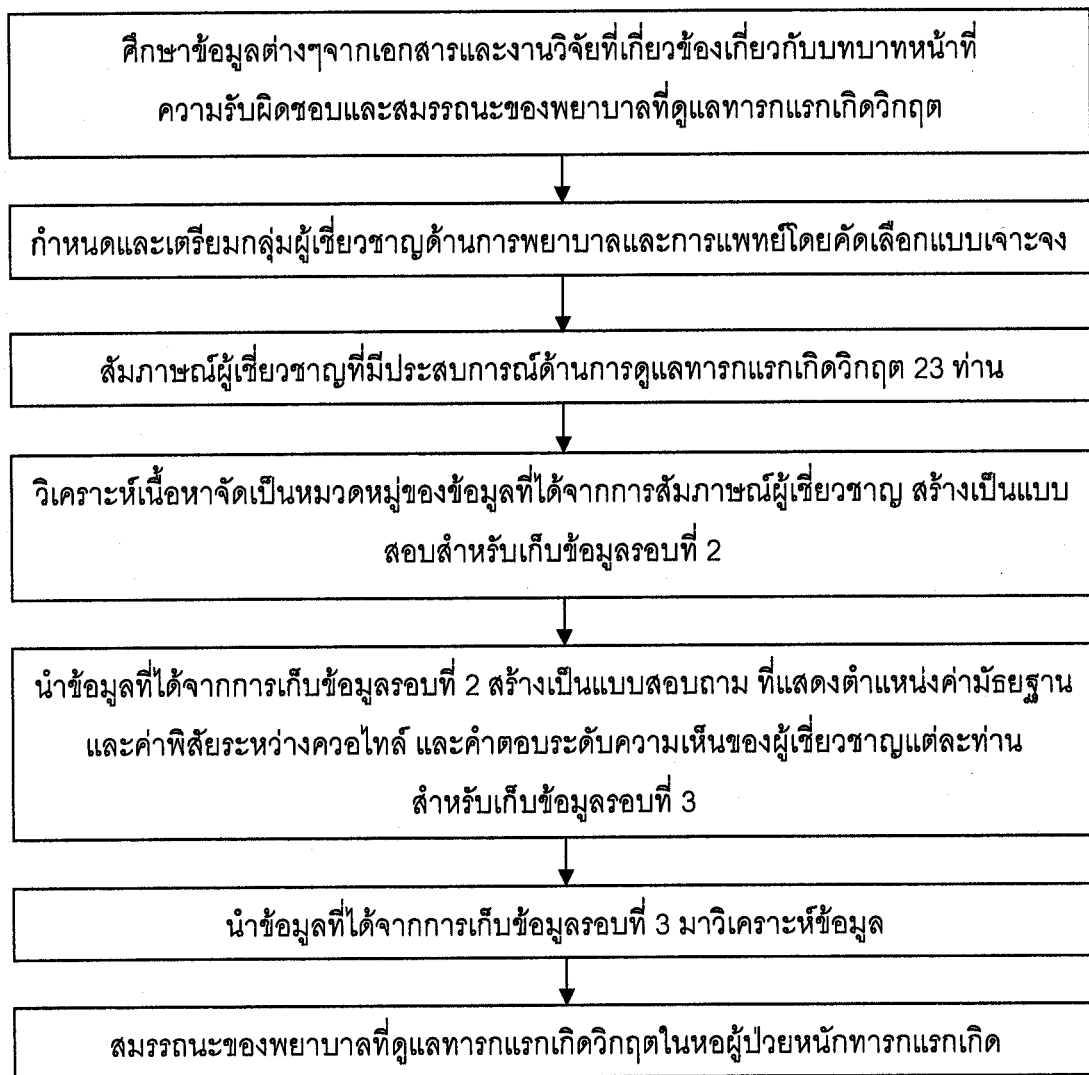 ศึกษาข้อมูลต่างๆจากเอกสารและงานวิจัยที่เกี่ยวข้องเกี่ยวกับบทบาทหน้าที่
ความรับผิดชอบและสมรรถนะของพยาบาลที่ดูแลทารกแรกเกิดวิกฤต
กำหนดและเตรียมกลุ่มผู้เชี่ยวชาญด้านการพยาบาลและการแพทย์โดยคัดเลือกแบบเจาะจง
สัมภาษณ์ผู้เชี่ยวชาญที่มีประสบการณ์ด้านการดูแลทารกแรกเกิดวิกฤต 23 ท่าน
วิเคราะห์เนื้อหาจัดเป็นหมวดหมู่ของข้อมูลที่ได้จากการสัมภาษณ์ผู้เชี่ยวชาญ สร้างเป็นแบบ
สอบสำหรับเก็บข้อมูลรอบที่ 2
นำข้อมูลที่ได้จากการเก็บข้อมูลรอบที่ 2 สร้างเป็นแบบสอบถาม ที่แสดงตำแหน่งค่ามัธยฐาน
และค่าพิสัยระหว่างควอไทล์ และคำตอบระดับความเห็นของผู้เชี่ยวชาญแต่ละท่าน
สำหรับเก็บข้อมูลรอบที่ 3
นำข้อมูลที่ได้จากการเก็บข้อมูลรอบที่ 3 มาวิเคราะห์ข้อมูล
สมรรถนะของพยาบาลที่ดูแลทารกแรกเกิดวิกฤตในหอผู้ป่วยหนักทารกแรกเกิด